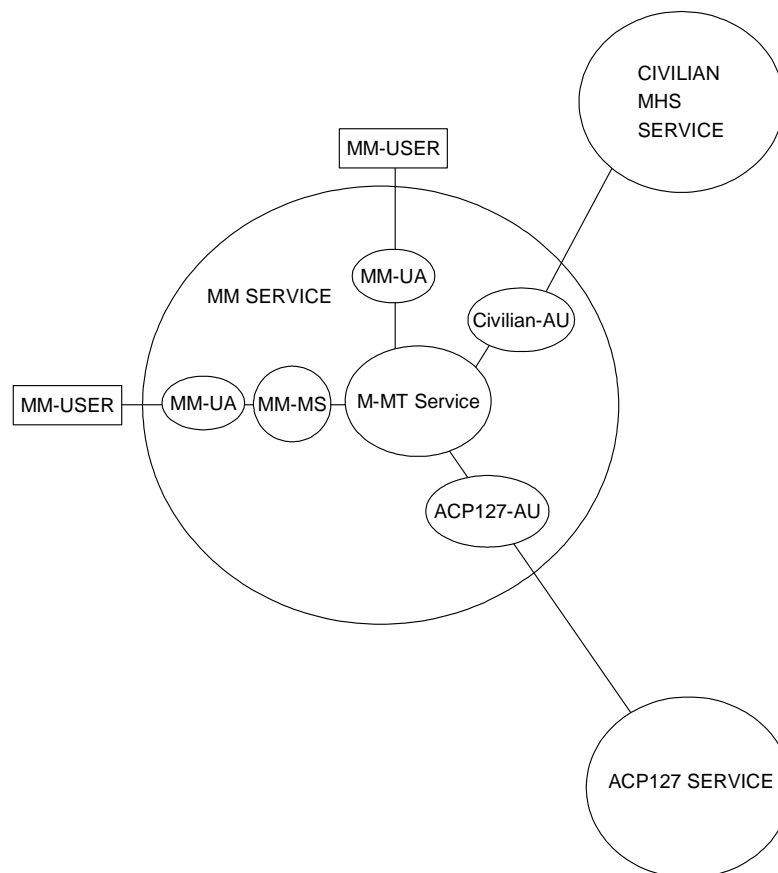 CIVILIAN
MHS
SERVICE
MM-USER
MM-UA
MM SERVICE
Civilian-AU
MM-USER
MM-UA
MM-MS
M-MT Service
ACP127-AU
ACP127 SERVICE